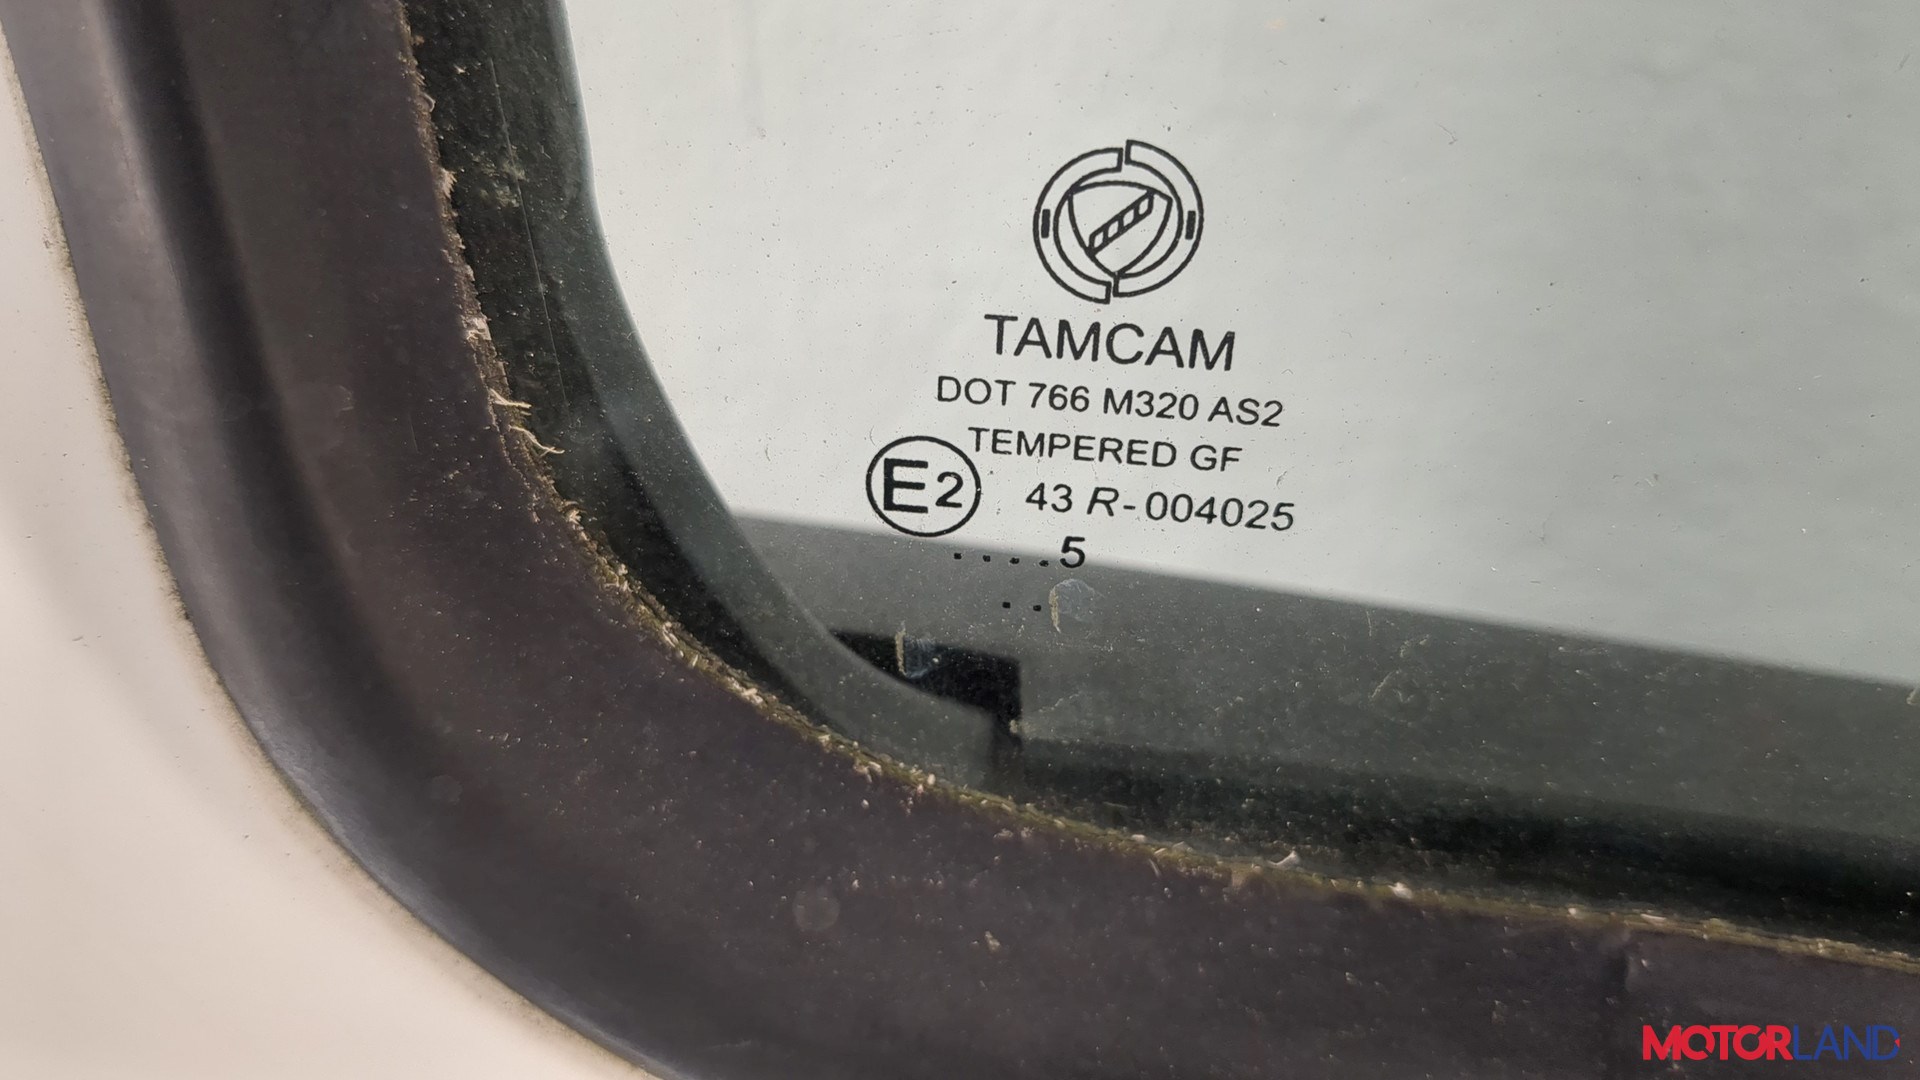 TAMCAM
DOT 766 M320 AS2
TEMPERED GF
E2 43 R-004025
....5
..
MOTORLAND